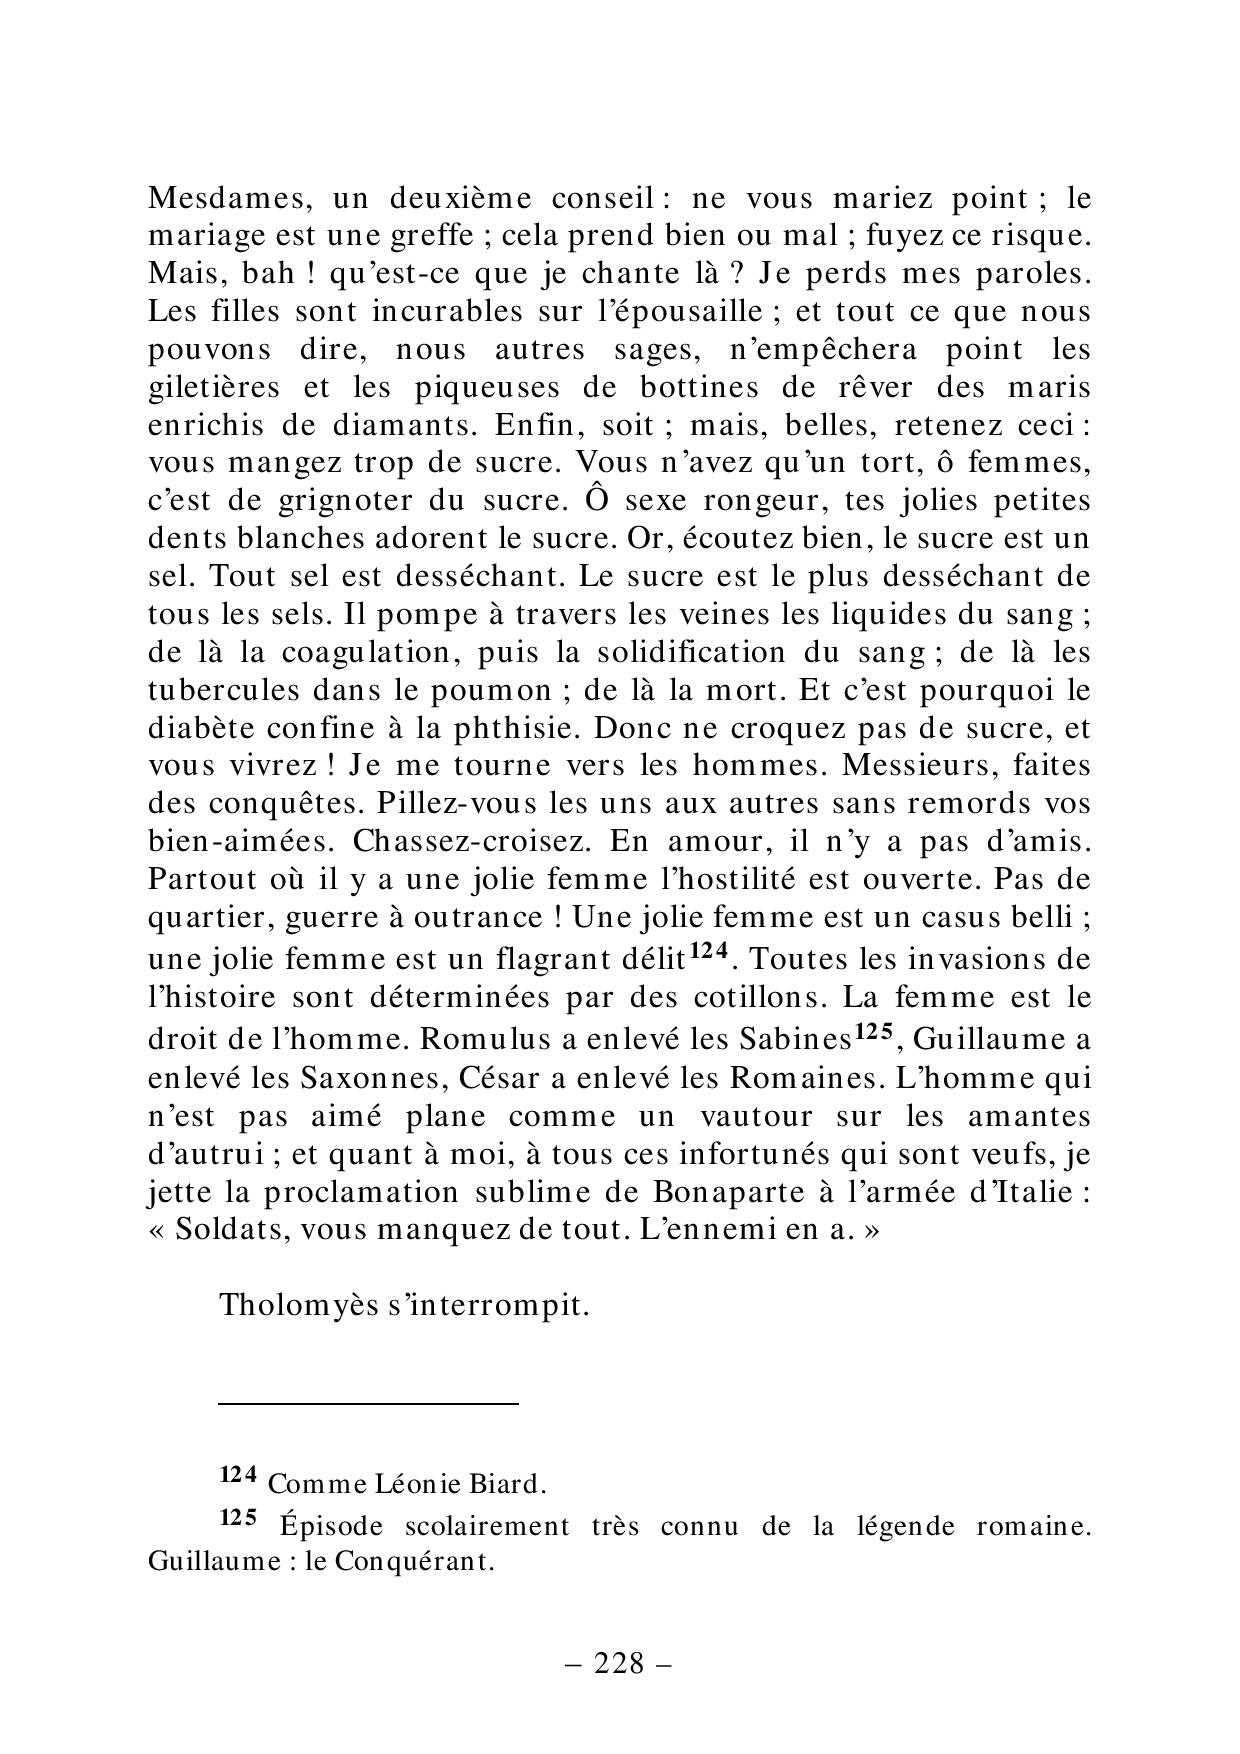 Mesdames, un deuxième conseil : ne vous mariez point ; le
mariage est une greffe ; cela prend bien ou mal ; fuyez ce risque.
Mais, bah ! qu’est-ce que je chante là ? Je perds mes paroles.
Les filles sont incurables sur l’épousaille ; et tout ce que nous
pouvons dire, nous autres sages, n’empêchera point les
giletières et les piqueuses de bottines de rêver des maris
enrichis de diamants. Enfin, soit ; mais, belles, retenez ceci :
vous mangez trop de sucre. Vous n’avez qu’un tort, ô femmes,
c’est de grignoter du sucre. Ô sexe rongeur, tes jolies petites
dents blanches adorent le sucre. Or, écoutez bien, le sucre est un
sel. Tout sel est desséchant. Le sucre est le plus desséchant de
tous les sels. Il pompe à travers les veines les liquides du sang ;
de là la coagulation, puis la solidification du sang ; de là les
tubercules dans le poumon ; de là la mort. Et c’est pourquoi le
diabète confine à la phthisie. Donc ne croquez pas de sucre, et
vous vivrez ! Je me tourne vers les hommes. Messieurs, faites
des conquêtes. Pillez-vous les uns aux autres sans remords vos
bien-aimées. Chassez-croisez. En amour, il n’y a pas d’amis.
Partout où il y a une jolie femme l’hostilité est ouverte. Pas de
quartier, guerre à outrance ! Une jolie femme est un casus belli ;
une jolie femme est un flagrant délit124. Toutes les invasions de
l’histoire sont déterminées par des cotillons. La femme est le
droit de l’homme. Romulus a enlevé les Sabines125, Guillaume a
enlevé les Saxonnes, César a enlevé les Romaines. L’homme qui
n’est pas aimé plane comme un vautour sur les amantes
d’autrui ; et quant à moi, à tous ces infortunés qui sont veufs, je
jette la proclamation sublime de Bonaparte à l’armée d’Italie :
« Soldats, vous manquez de tout. L’ennemi en a. »
Tholomyès s’interrompit.
124 Comme Léonie Biard.
125 Épisode scolairement très connu de la légende romaine.
Guillaume : le Conquérant.
– 228 –